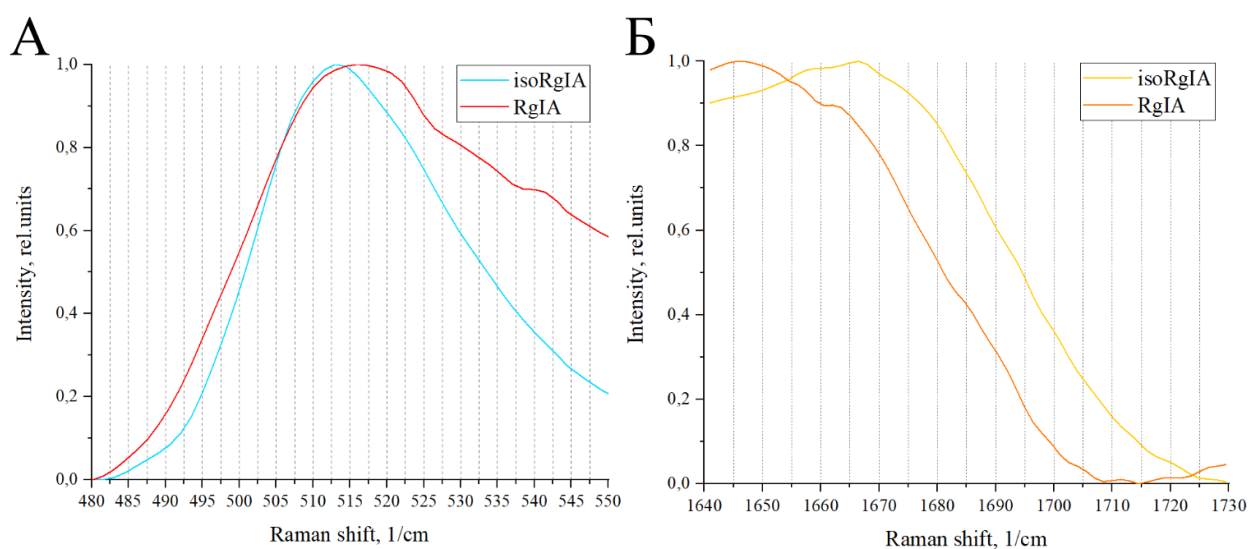 А
1,0
0,8
0,6
0,4
0,2
0,0
Intensity, rel.units
isoRgIA
RgIA
480 485 490 495 500 505 510 515 520 525 530 535 540 545 550
Raman shift, 1/cm
Б
1,0
0,8
0,6
0,4
0,2
0,0
Intensity, rel.units
isoRgIA
RgIA
1640 1650 1660 1670 1680 1690 1700 1710 1720 1730
Raman shift, 1/cm